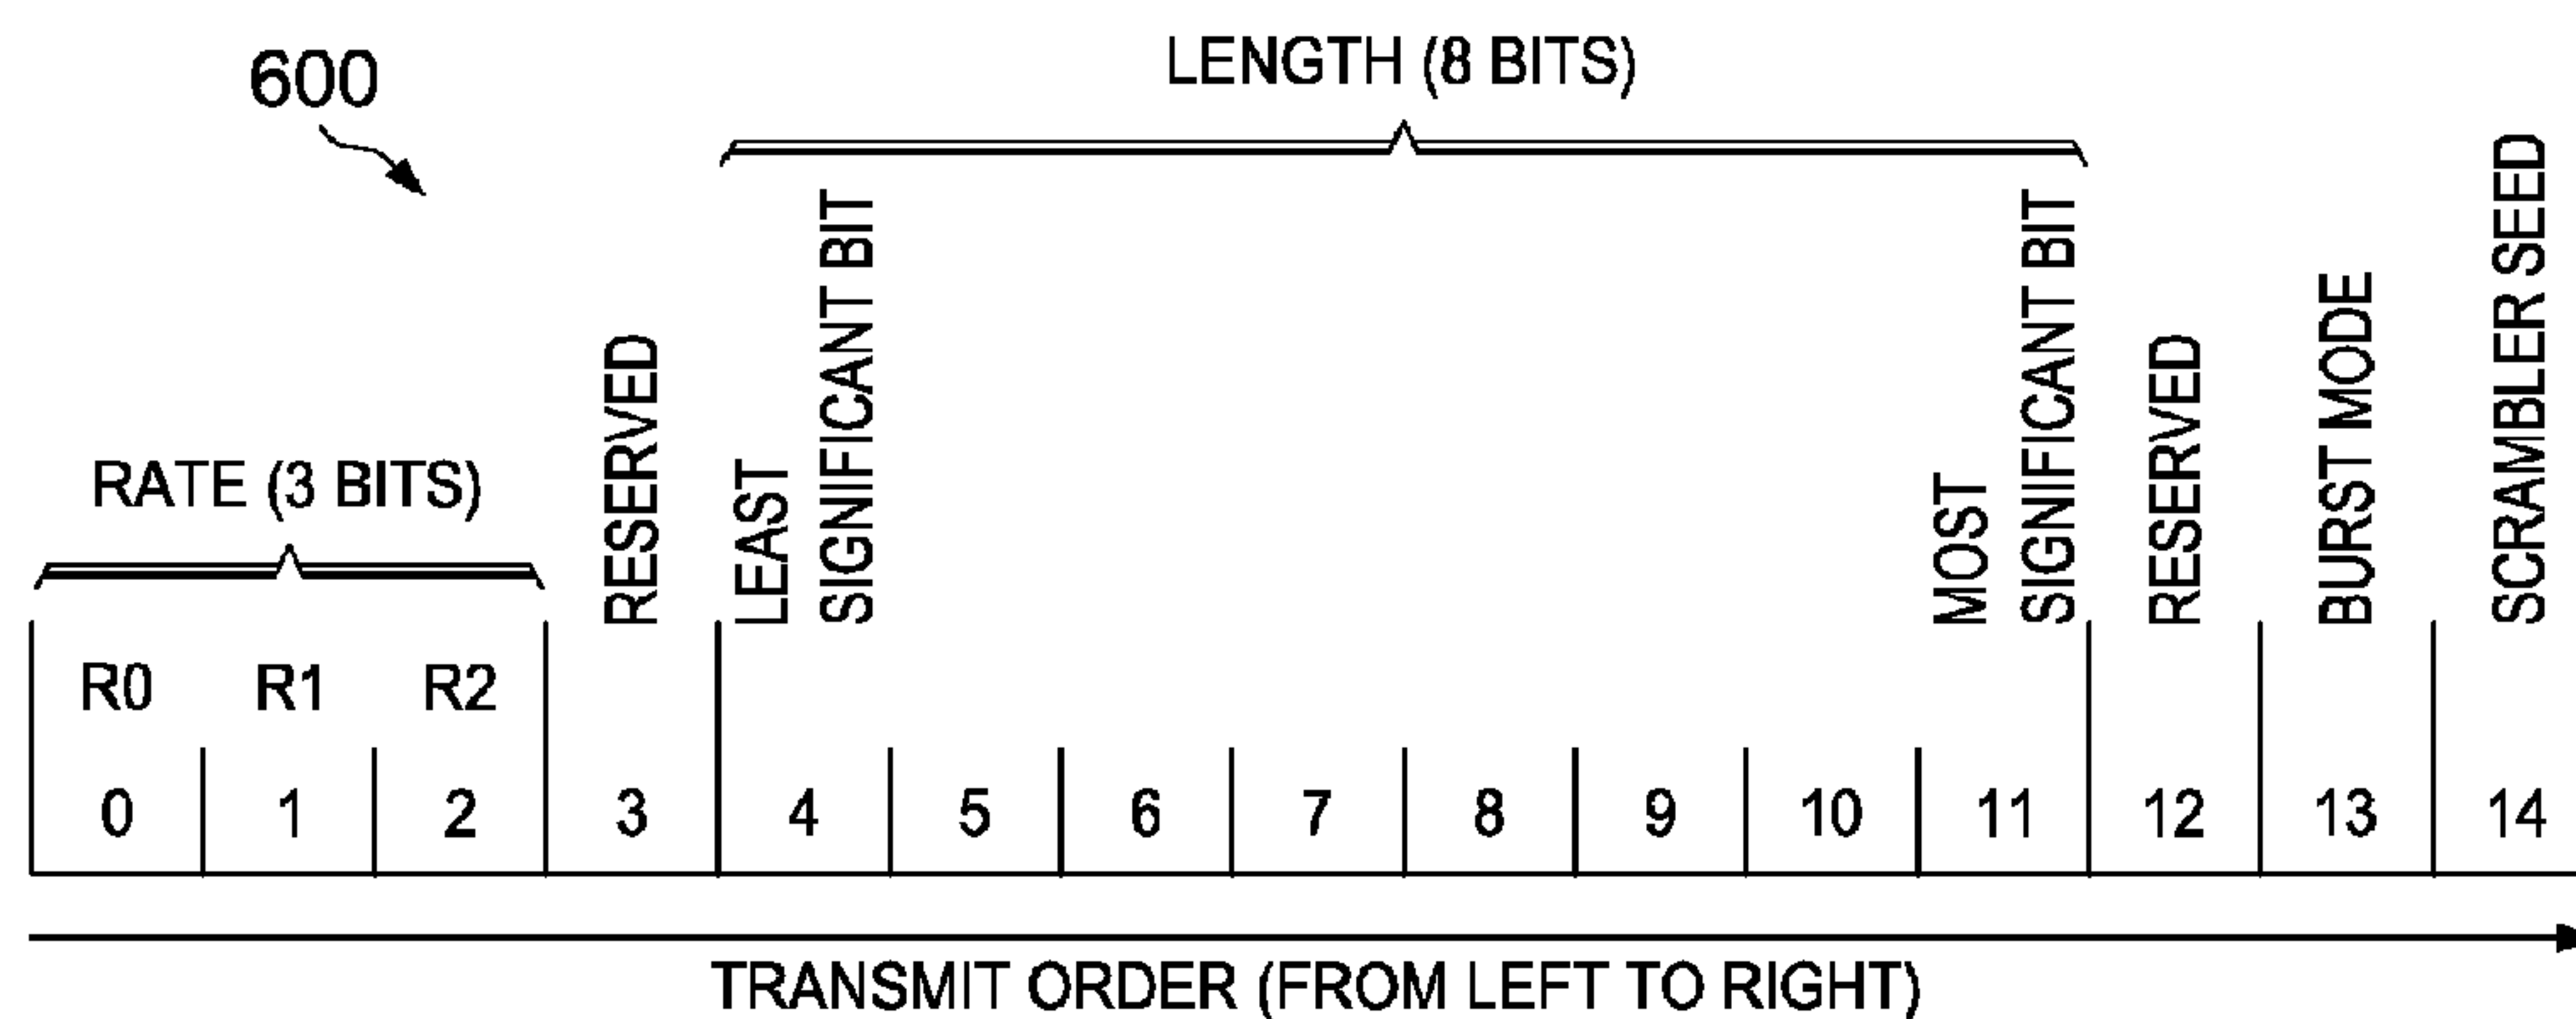 600
LENGTH (8 BITS)
RATE (3 BITS)
RESERVED
LEAST
SIGNIFICANT BIT
MOST
SIGNIFICANT BIT
RESERVED
BURST MODE
SCRAMBLER SEED
R0 R1 R2
0 1 2 3 4 5 6 7 8 9 10 11 12 13 14
TRANSMIT ORDER (FROM LEFT TO RIGHT)